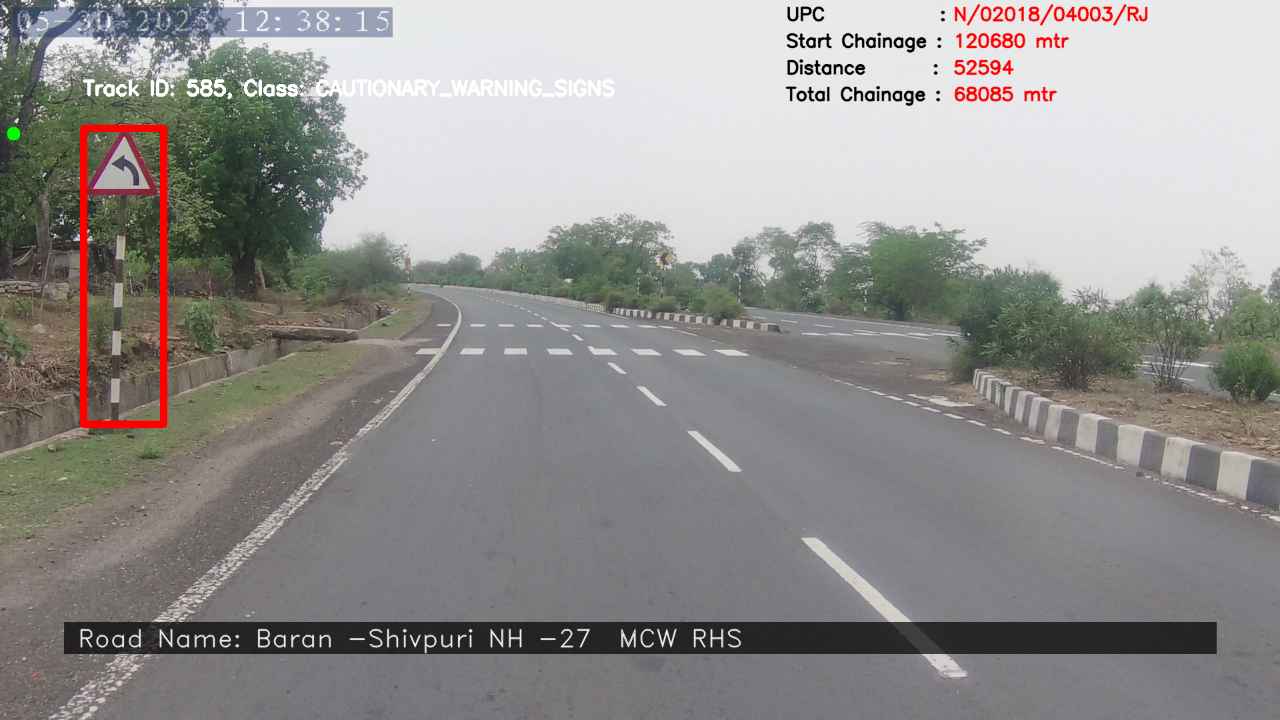 05-30-2025 12:38:15
UPC : N/02018/04003/RJ
Start Chainage : 120680 mtr
Distance : 52594
Total Chainage : 68085 mtr
Track ID: 585, Class: CAUTIONARY_WARNING_SIGNS
Road Name: Baran -Shivpuri NH -27 MCW RHS